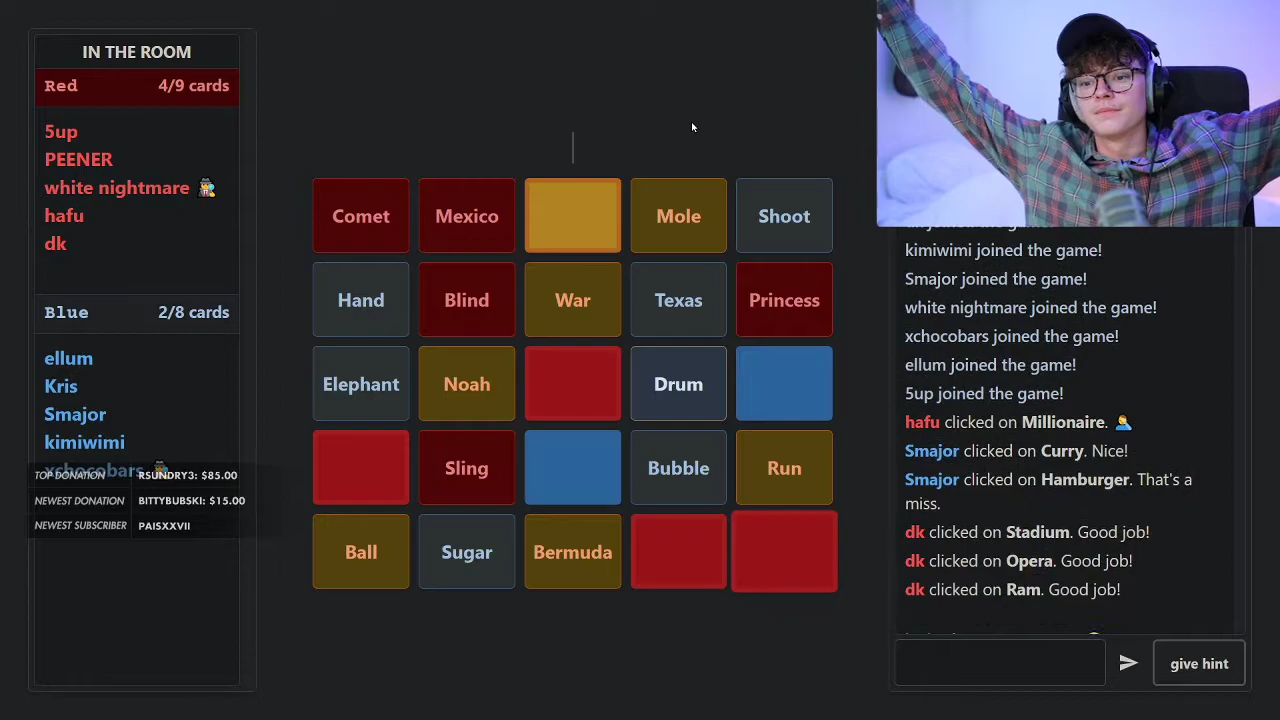 IN THE ROOM
Red 4/9 cards
5up
PEENER
white nightmare
hafu
dk
Blue 2/8 cards
ellum
Kris
Smajor
kimiwimi
xchocobars
TOP DONATION RSUNDRY3: $85.00
NEWEST DONATION BITTYBUBSKI: $15.00
NEWEST SUBSCRIBER PAISXXVII
Comet Mexico Mole Shoot
Hand Blind War Texas Princess
Elephant Noah Drum
Sling Bubble Run
Ball Sugar Bermuda
kimiwimi joined the game!
Smajor joined the game!
white nightmare joined the game!
xchocobars joined the game!
ellum joined the game!
5up joined the game!
hafu clicked on Millionaire.
Smajor clicked on Curry. Nice!
Smajor clicked on Hamburger. That's a
miss.
dk clicked on Stadium. Good job!
dk clicked on Opera. Good job!
dk clicked on Ram. Good job!
give hint